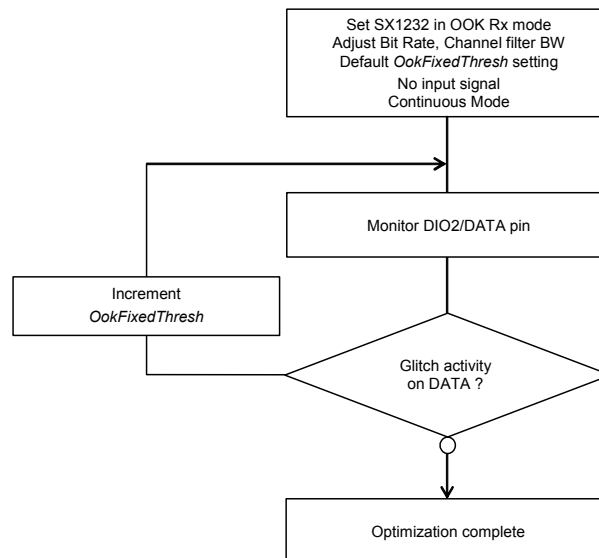 Set SX1232 in OOK Rx mode
Adjust Bit Rate, Channel filter BW
Default OokFixedThresh setting
No input signal
Continuous Mode
Monitor DIO2/DATA pin
Increment
OokFixedThresh
Glitch activity
on DATA ?
Optimization complete